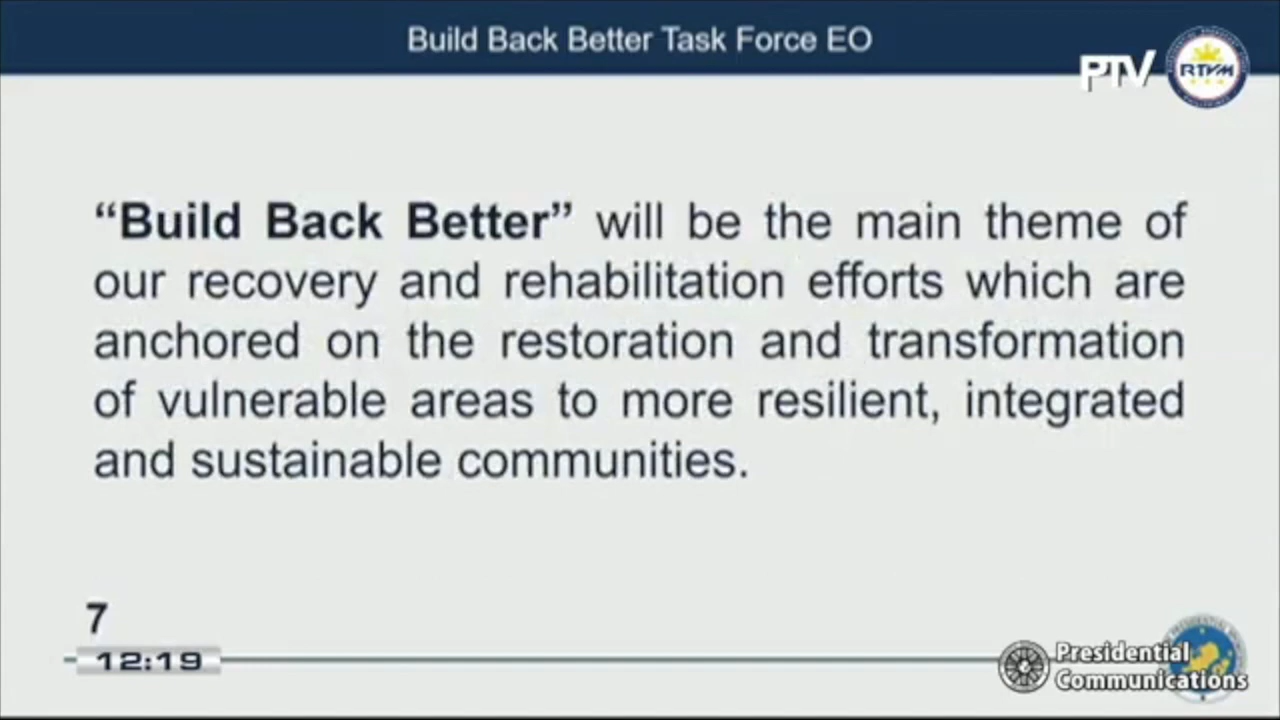 Build Back Better Task Force EO
PTV
RTVM
“Build Back Better” will be the main theme of
our recovery and rehabilitation efforts which are
anchored on the restoration and transformation
of vulnerable areas to more resilient, integrated
and sustainable communities.
7
12:19
Presidential
Communications